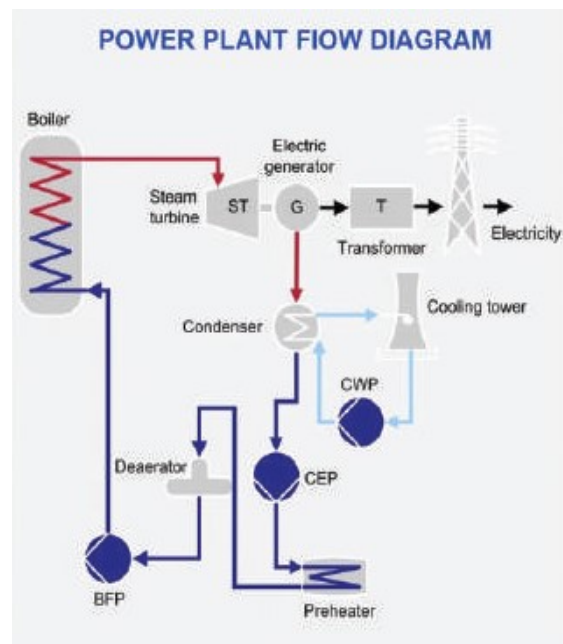 POWER PLANT FlOW DIAGRAM
Boiler
Electric
generator
Steam
turbine
ST
G
T
Transformer
Electricity
Condenser
Cooling tower
CWP
Deaerator
CEP
BFP
Preheater